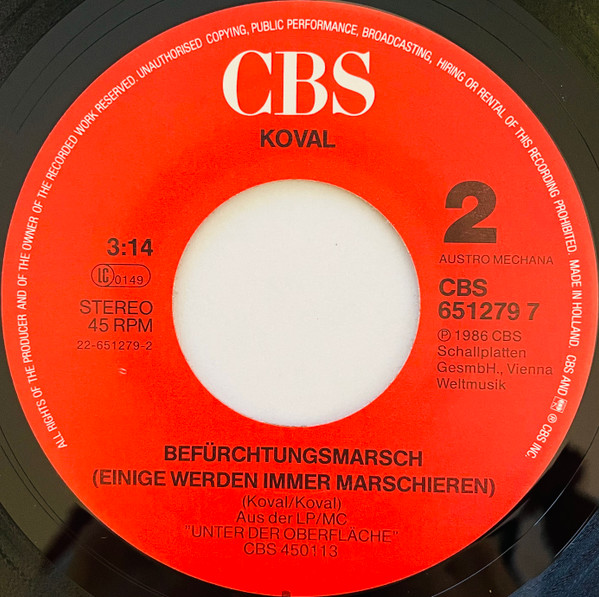 ALL RIGHTS OF THE PRODUCER AND OF THE OWNER OF THE RECORDED WORK RESERVED. UNAUTHORISED COPYING, PUBLIC PERFORMANCE, BROADCASTING, HIRING OR RENTAL OF THIS RECORDING PROHIBITED. MADE IN HOLLAND. CBS AND ® CBS INC.
CBS
KOVAL
2
AUSTRO MECHANA
3:14
LC 0149
STEREO
45 RPM
22-651279-2
CBS
651279 7
℗ 1986 CBS
Schallplatten
GesmbH., Vienna
Weltmusik
BEFÜRCHTUNGSMARSCH
(EINIGE WERDEN IMMER MARSCHIEREN)
(Koval/Koval)
Aus der LP/MC
"UNTER DER OBERFLÄCHE"
CBS 450113